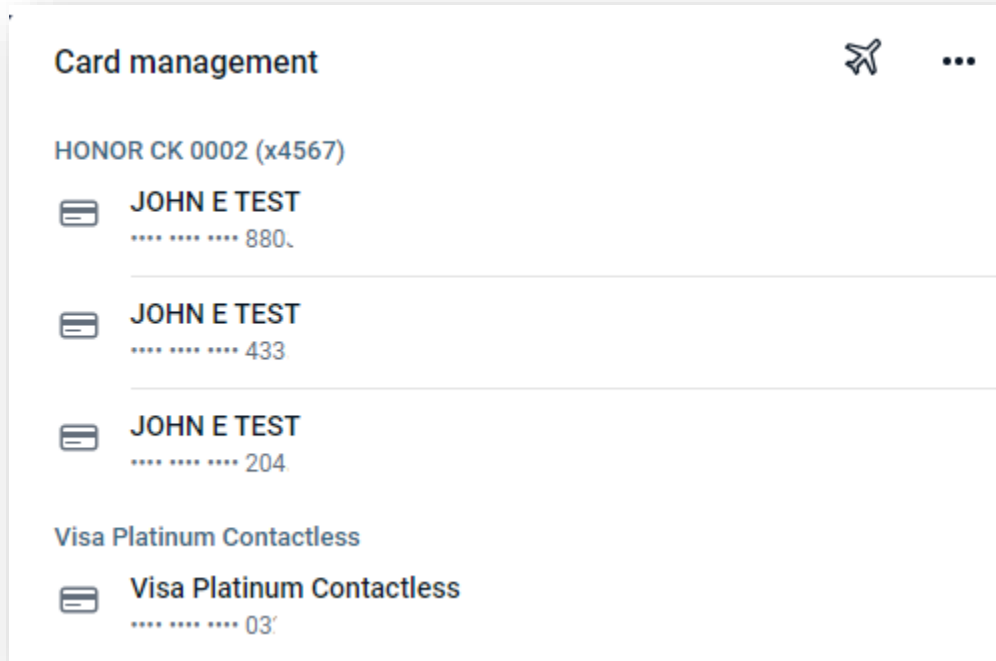 Card management
HONOR CK 0002 (x4567)
JOHN E TEST
•••• •••• •••• 880
JOHN E TEST
•••• •••• •••• 433
JOHN E TEST
•••• •••• •••• 204
Visa Platinum Contactless
Visa Platinum Contactless
•••• •••• •••• 03